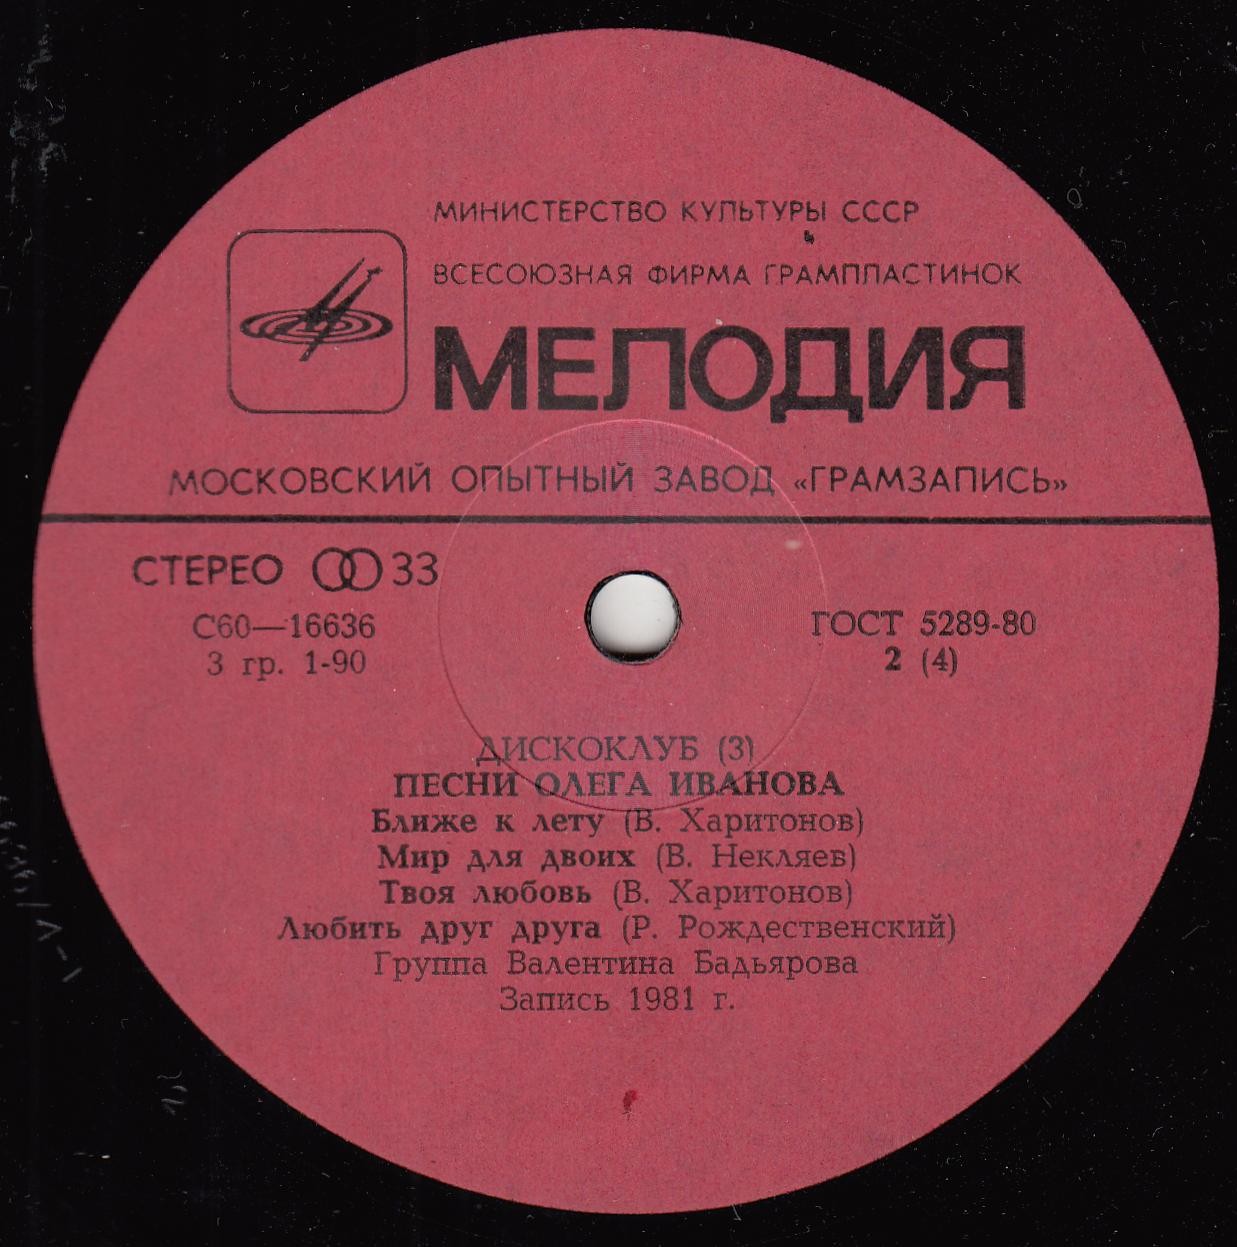 МИНИСТЕРСТВО КУЛЬТУРЫ СССР
ВСЕСОЮЗНАЯ ФИРМА ГРАМПЛАСТИНОК
МЕЛОДИЯ
МОСКОВСКИЙ ОПЫТНЫЙ ЗАВОД «ГРАМЗАПИСЬ»
СТЕРЕО 33
С60—16636
3 гр. 1-90
ГОСТ 5289-80
2 (4)
ДИСКОКЛУБ (3)
ПЕСНИ ОЛЕГА ИВАНОВА
Ближе к лету (В. Харитонов)
Мир для двоих (В. Некляев)
Твоя любовь (В. Харитонов)
Любить друг друга (Р. Рождественский)
Группа Валентина Бадьярова
Запись 1981 г.